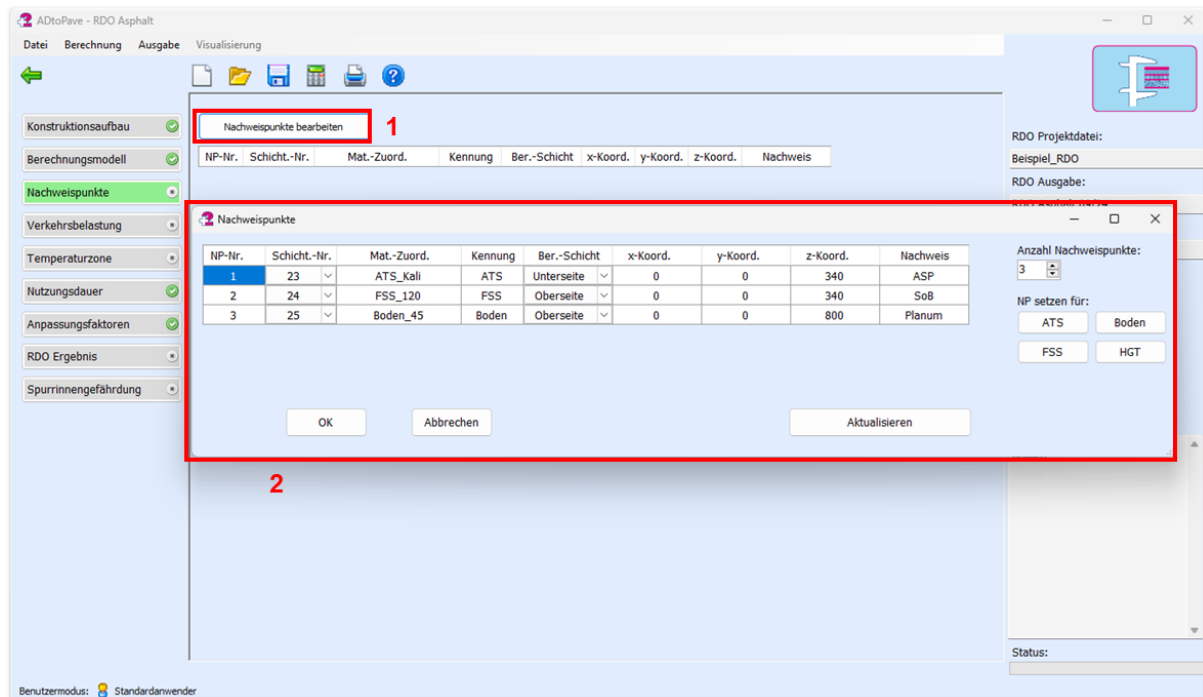 ADtoPave - RDO Asphalt
Datei Berechnung Ausgabe Visualisierung
Konstruktionsaufbau
Berechnungsmodell
Nachweispunkte
Verkehrsbelastung
Temperaturzone
Nutzungsdauer
Anpassungsfaktoren
RDO Ergebnis
Spurrinnengefährdung
Nachweispunkte bearbeiten 1
NP-Nr. Schicht.-Nr. Mat.-Zuord. Kennung Ber.-Schicht x-Koord. y-Koord. z-Koord. Nachweis
Nachweispunkte
NP-Nr. Schicht.-Nr. Mat.-Zuord. Kennung Ber.-Schicht x-Koord. y-Koord. z-Koord. Nachweis
1 23 ATS_Kali ATS Unterseite 0 0 340 ASP
2 24 FSS_120 FSS Oberseite 0 0 340 SoB
3 25 Boden_45 Boden Oberseite 0 0 800 Planum
Anzahl Nachweispunkte:
3
NP setzen für:
ATS Boden
FSS HGT
OK Abbrechen Aktualisieren
2
RDO Projektdatei:
Beispiel_RDO
RDO Ausgabe:
Status:
Benutzermodus: Standardanwender